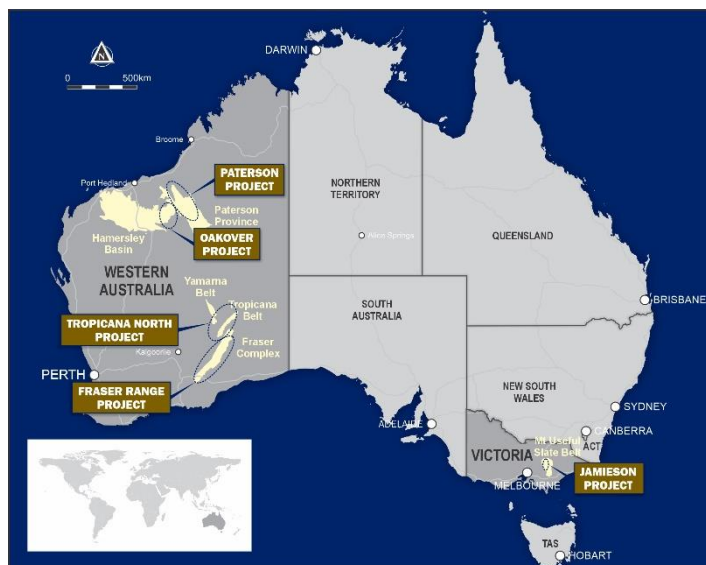 N
DARWIN
0 500km
Broome
Port Hedland
PATERSON
PROJECT
NORTHERN
TERRITORY
Paterson
Province
Hamersley
Basin
OAKOVER
PROJECT
Alice Springs
QUEENSLAND
WESTERN
AUSTRALIA
Yamarna
Belt
Tropicana
Belt
SOUTH
AUSTRALIA
BRISBANE
TROPICANA NORTH
PROJECT
Kalgoorlie
Fraser
Complex
PERTH
FRASER RANGE
PROJECT
NEW SOUTH
WALES
SYDNEY
ADELAIDE
CANBERRA
ACT
VICTORIA
Mt Useful
Slate Belt
MELBOURNE
JAMIESON
PROJECT
TAS
HOBART